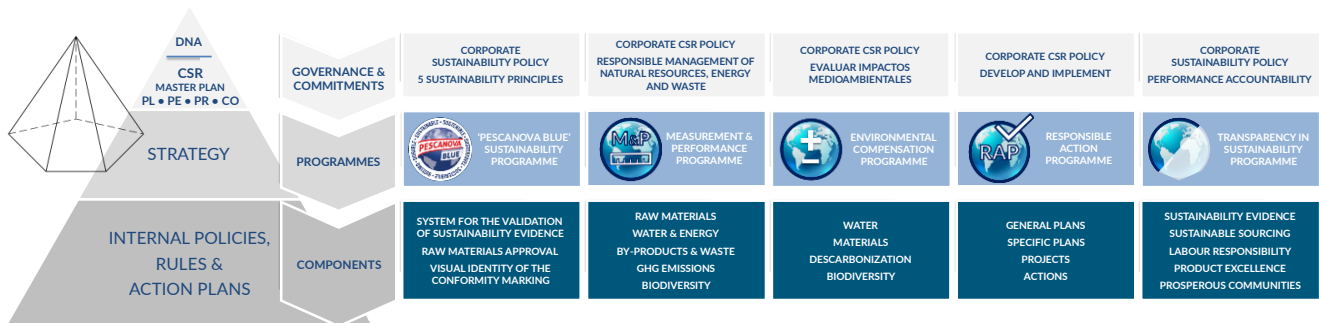 DNA
CSR
MASTER PLAN
PL ● PE ● PR ● CO
STRATEGY
INTERNAL POLICIES,
RULES &
ACTION PLANS
GOVERNANCE &
COMMITMENTS
CORPORATE
SUSTAINABILITY POLICY
5 SUSTAINABILITY PRINCIPLES
CORPORATE CSR POLICY
RESPONSIBLE MANAGEMENT OF
NATURAL RESOURCES, ENERGY
AND WASTE
CORPORATE CSR POLICY
EVALUAR IMPACTOS
MEDIOAMBIENTALES
CORPORATE CSR POLICY
DEVELOP AND IMPLEMENT
CORPORATE
SUSTAINABILITY POLICY
PERFORMANCE ACCOUNTABILITY
PROGRAMMES
PESCANOVA
BLUE
'PESCANOVA BLUE'
SUSTAINABILITY
PROGRAMME
M&P
MEASUREMENT &
PERFORMANCE
PROGRAMME
ENVIRONMENTAL
COMPENSATION
PROGRAMME
RAP
RESPONSIBLE
ACTION
PROGRAMME
TRANSPARENCY IN
SUSTAINABILITY
PROGRAMME
COMPONENTS
SYSTEM FOR THE VALIDATION
OF SUSTAINABILITY EVIDENCE
RAW MATERIALS APPROVAL
VISUAL IDENTITY OF THE
CONFORMITY MARKING
RAW MATERIALS
WATER & ENERGY
BY-PRODUCTS & WASTE
GHG EMISSIONS
BIODIVERSITY
WATER
MATERIALS
DESCARBONIZATION
BIODIVERSITY
GENERAL PLANS
SPECIFIC PLANS
PROJECTS
ACTIONS
SUSTAINABILITY EVIDENCE
SUSTAINABLE SOURCING
LABOUR RESPONSIBILITY
PRODUCT EXCELLENCE
PROSPEROUS COMMUNITIES